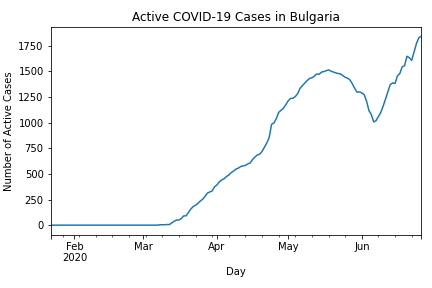 Active COVID-19 Cases in Bulgaria
Number of Active Cases
1750
1500
1250
1000
750
500
250
0
Feb
2020
Mar
Apr
May
Jun
Day